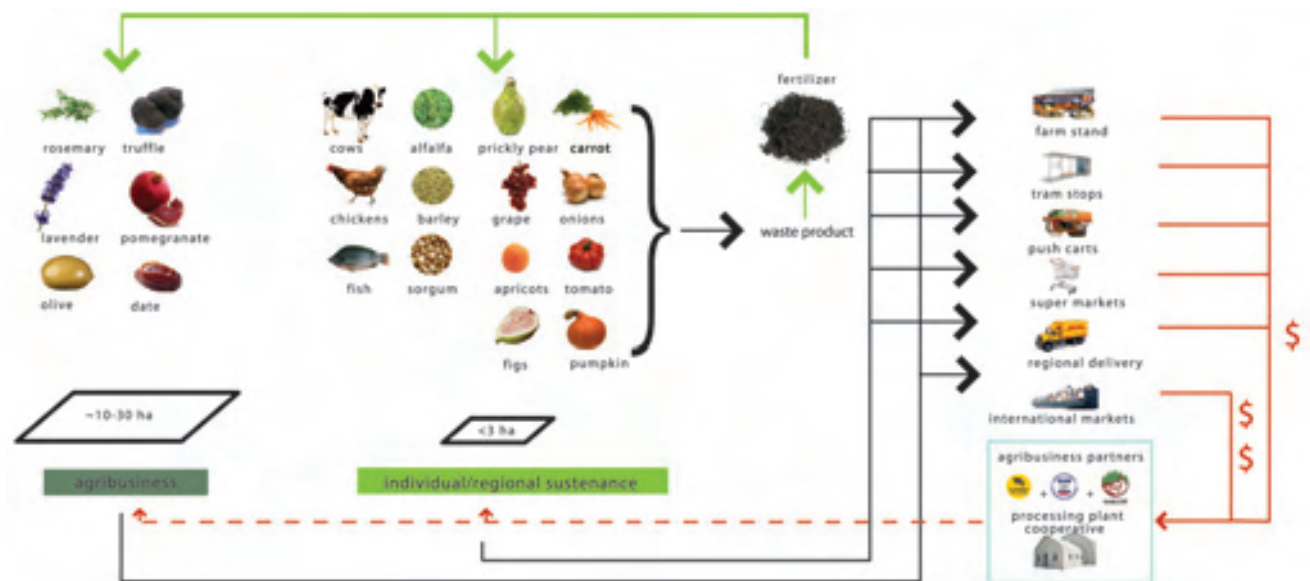 fertilizer
rosemary truffle cows alfalfa prickly pear carrot farm stand
tram stops
lavender pomegranate chickens barley grape onions waste product push carts
olive date fish sorgum apricots tomato super markets
figs pumpkin regional delivery
$
~10-30 ha <3 ha international markets
$
$
agribusiness individual/regional sustenance agribusiness partners
+ +
processing plant
cooperative